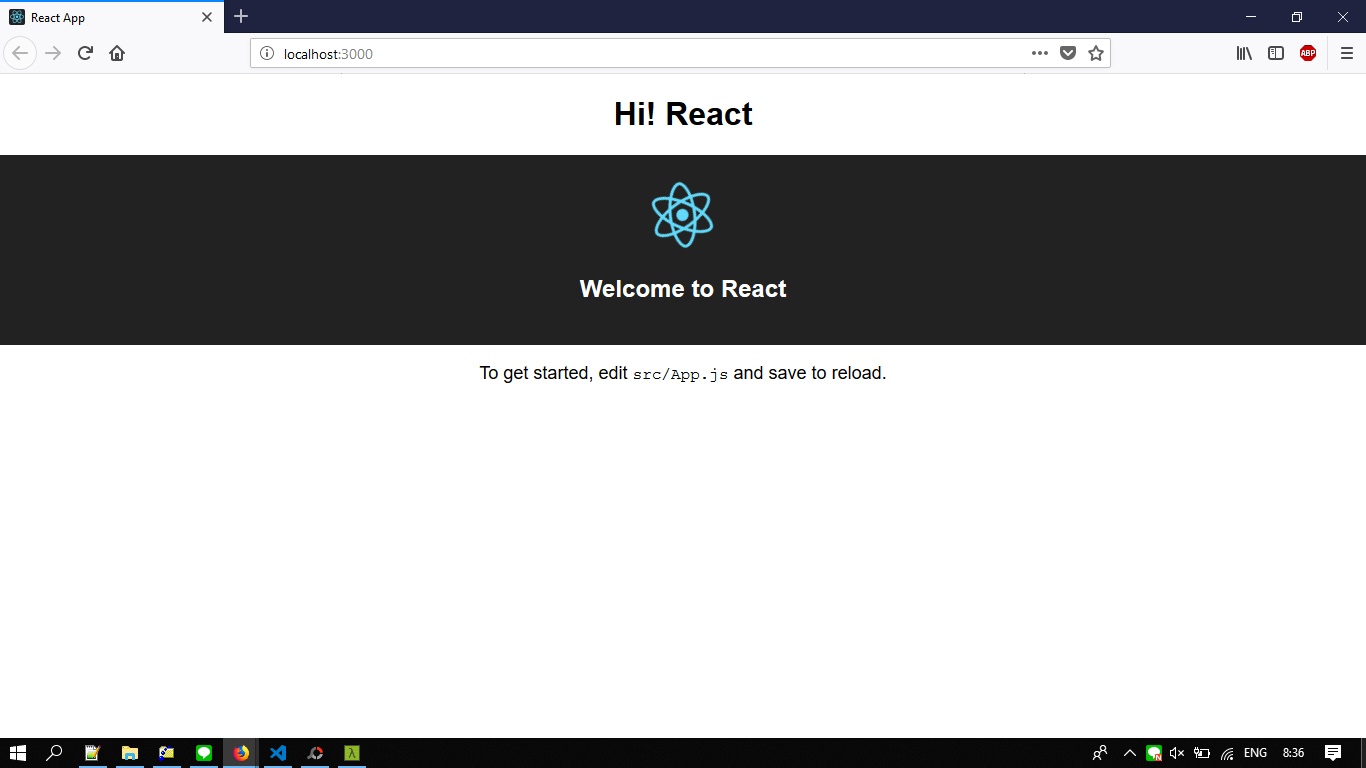 React App
localhost:3000
ABP
Hi! React
Welcome to React
To get started, edit src/App.js and save to reload.
λ
N
ENG
8:36